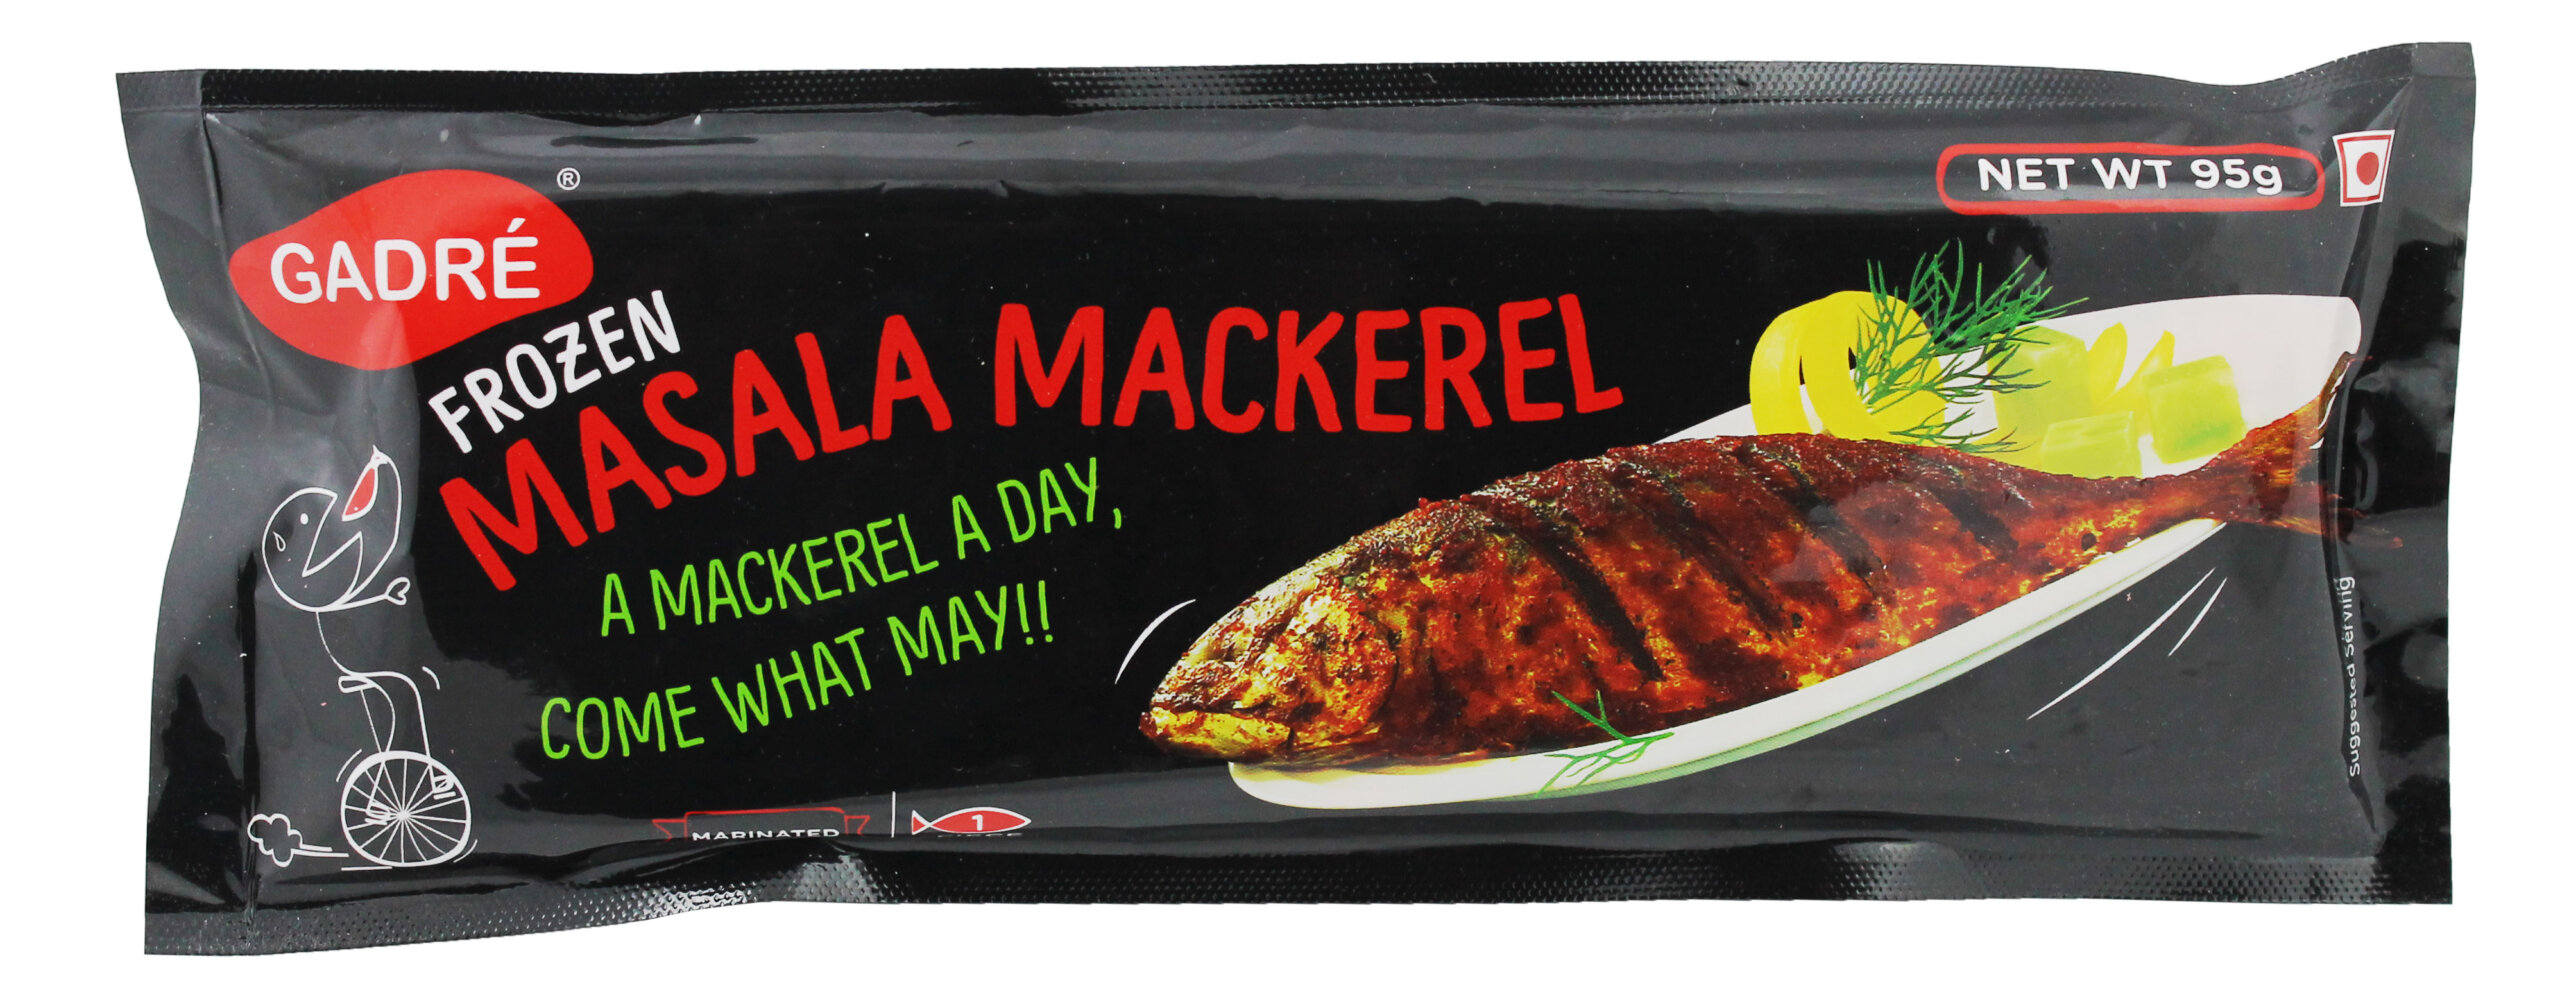 GADRÉ
®
NET WT 95g
FROZEN
MASALA MACKEREL
A MACKEREL A DAY,
COME WHAT MAY!!
MARINATED
1
Suggested serving